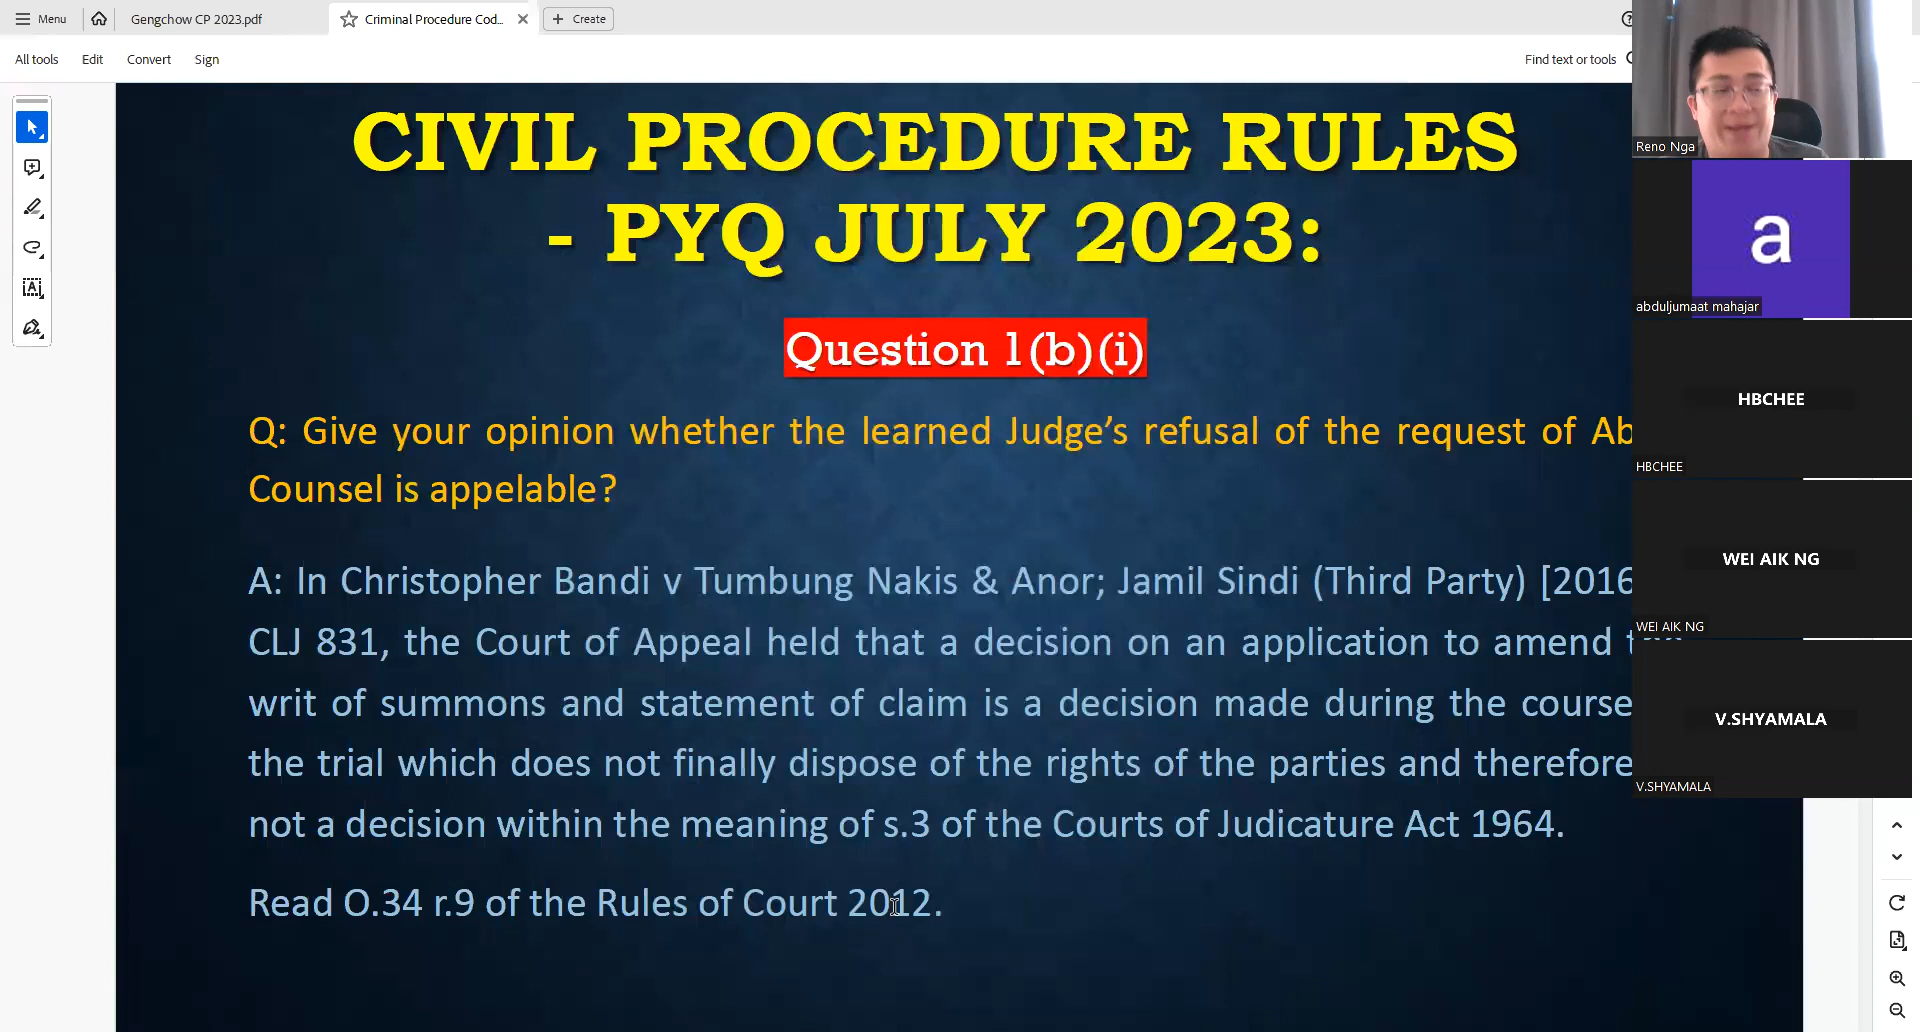 Menu
Gengchow CP 2023.pdf
Criminal Procedure Cod...
Create
All tools
Edit
Convert
Sign
Find text or tools
CIVIL PROCEDURE RULES
- PYQ JULY 2023:
Question 1(b)(i)
Q: Give your opinion whether the learned Judge’s refusal of the request of
Counsel is appelable?
A: In Christopher Bandi v Tumbung Nakis & Anor; Jamil Sindi (Third Party) [2016
CLJ 831, the Court of Appeal held that a decision on an application to amend
writ of summons and statement of claim is a decision made during the course
the trial which does not finally dispose of the rights of the parties and therefore
not a decision within the meaning of s.3 of the Courts of Judicature Act 1964.
Read O.34 r.9 of the Rules of Court 2012.
Reno Nga
a
abduljumaat mahajar
HBCHEE
HBCHEE
WEI AIK NG
WEI AIK NG
V.SHYAMALA
V.SHYAMALA